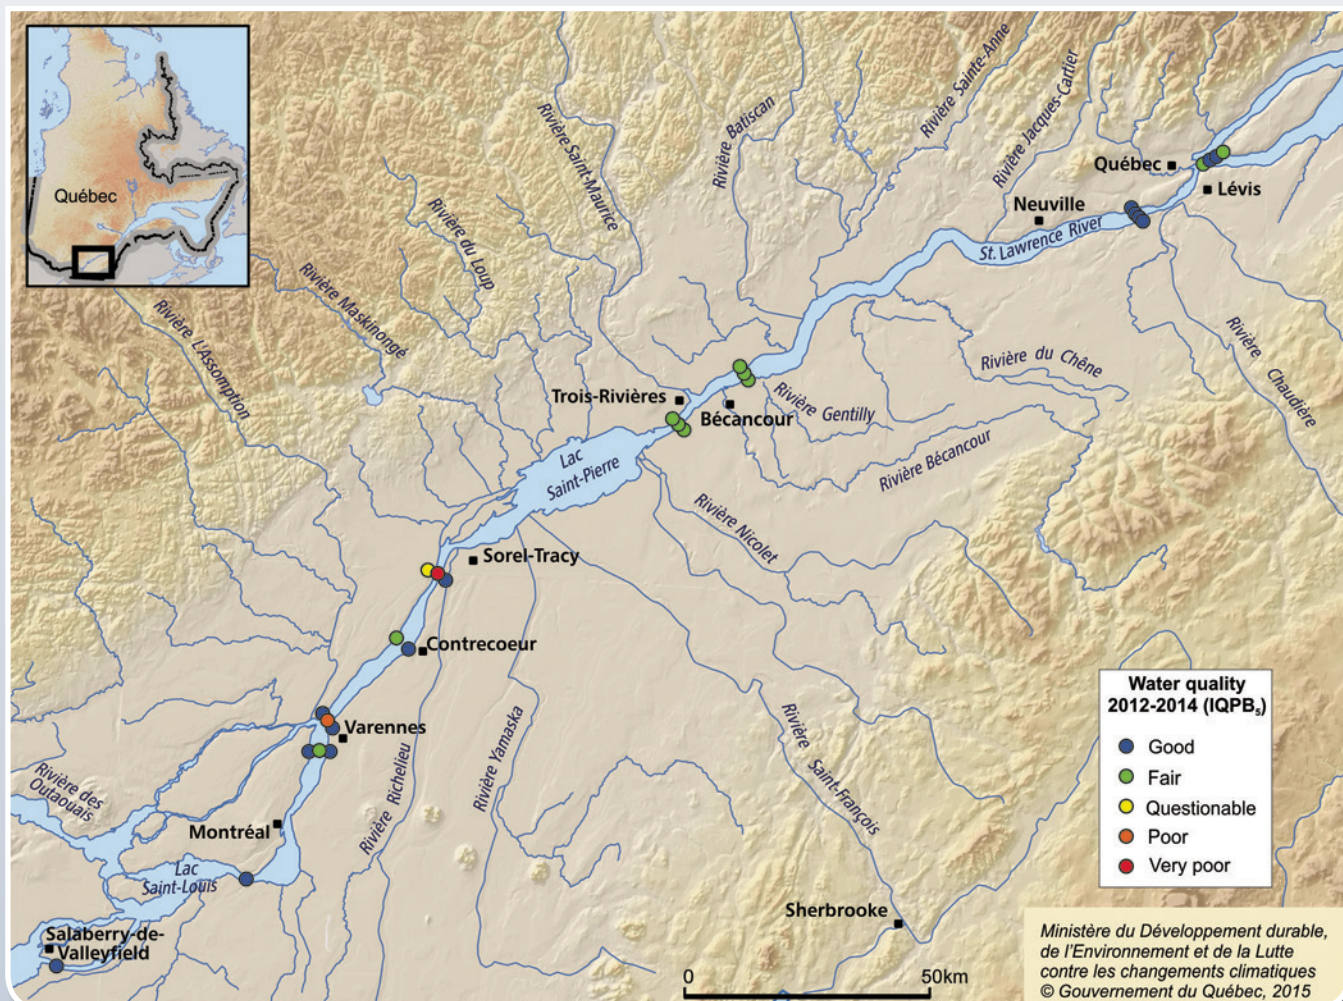 Québec
Rivière Sainte-Anne
Rivière Jacques-Cartier
Rivière Batiscan
Rivière Saint-Maurice
Québec
Lévis
Neuville
St. Lawrence River
Rivière du Loup
Rivière Maskinongé
Rivière L'Assomption
Rivière Chaudière
Rivière du Chêne
Trois-Rivières
Bécancour
Rivière Gentilly
Rivière Bécancour
Lac
Saint-Pierre
Rivière Nicolet
Sorel-Tracy
Contrecoeur
Varennes
Rivière Richelieu
Rivière Yamaska
Rivière Saint-François
Rivière des
Outaouais
Montréal
Lac
Saint-Louis
Salaberry-de-
Valleyfield
Sherbrooke
Water quality
2012-2014 (IQPB₅)
Good
Fair
Questionable
Poor
Very poor
0 50km
Ministère du Développement durable,
de l'Environnement et de la Lutte
contre les changements climatiques
© Gouvernement du Québec, 2015